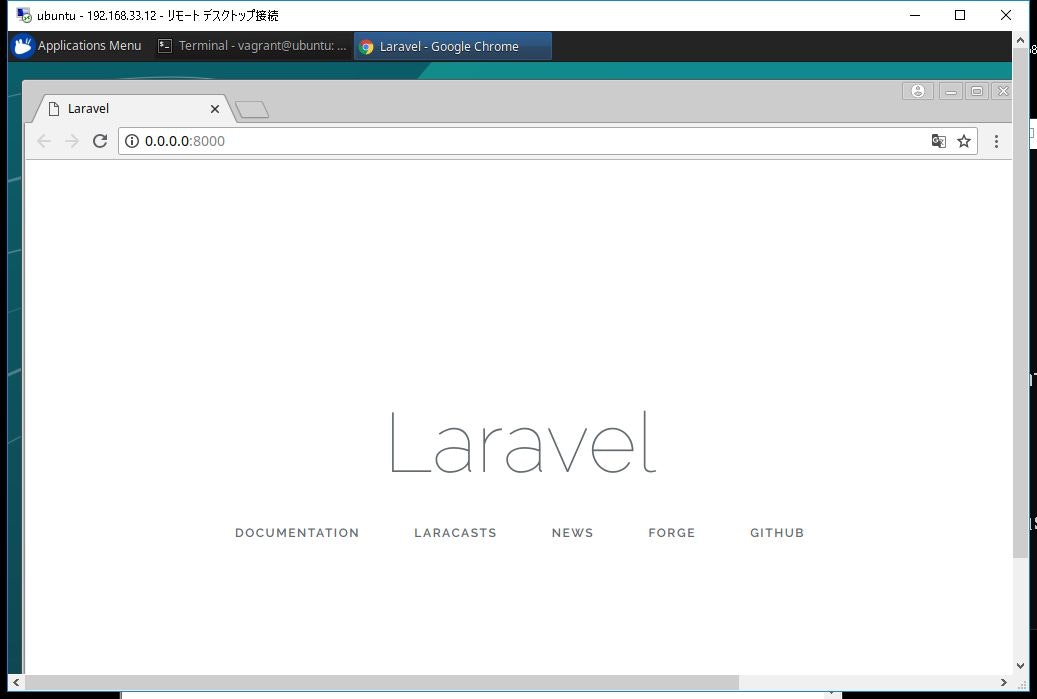 ubuntu - 192.168.33.12 - リモート デスクトップ接続
Applications Menu Terminal - vagrant@ubuntu: ... Laravel - Google Chrome
Laravel
0.0.0.0:8000
Laravel
DOCUMENTATION LARACASTS NEWS FORGE GITHUB